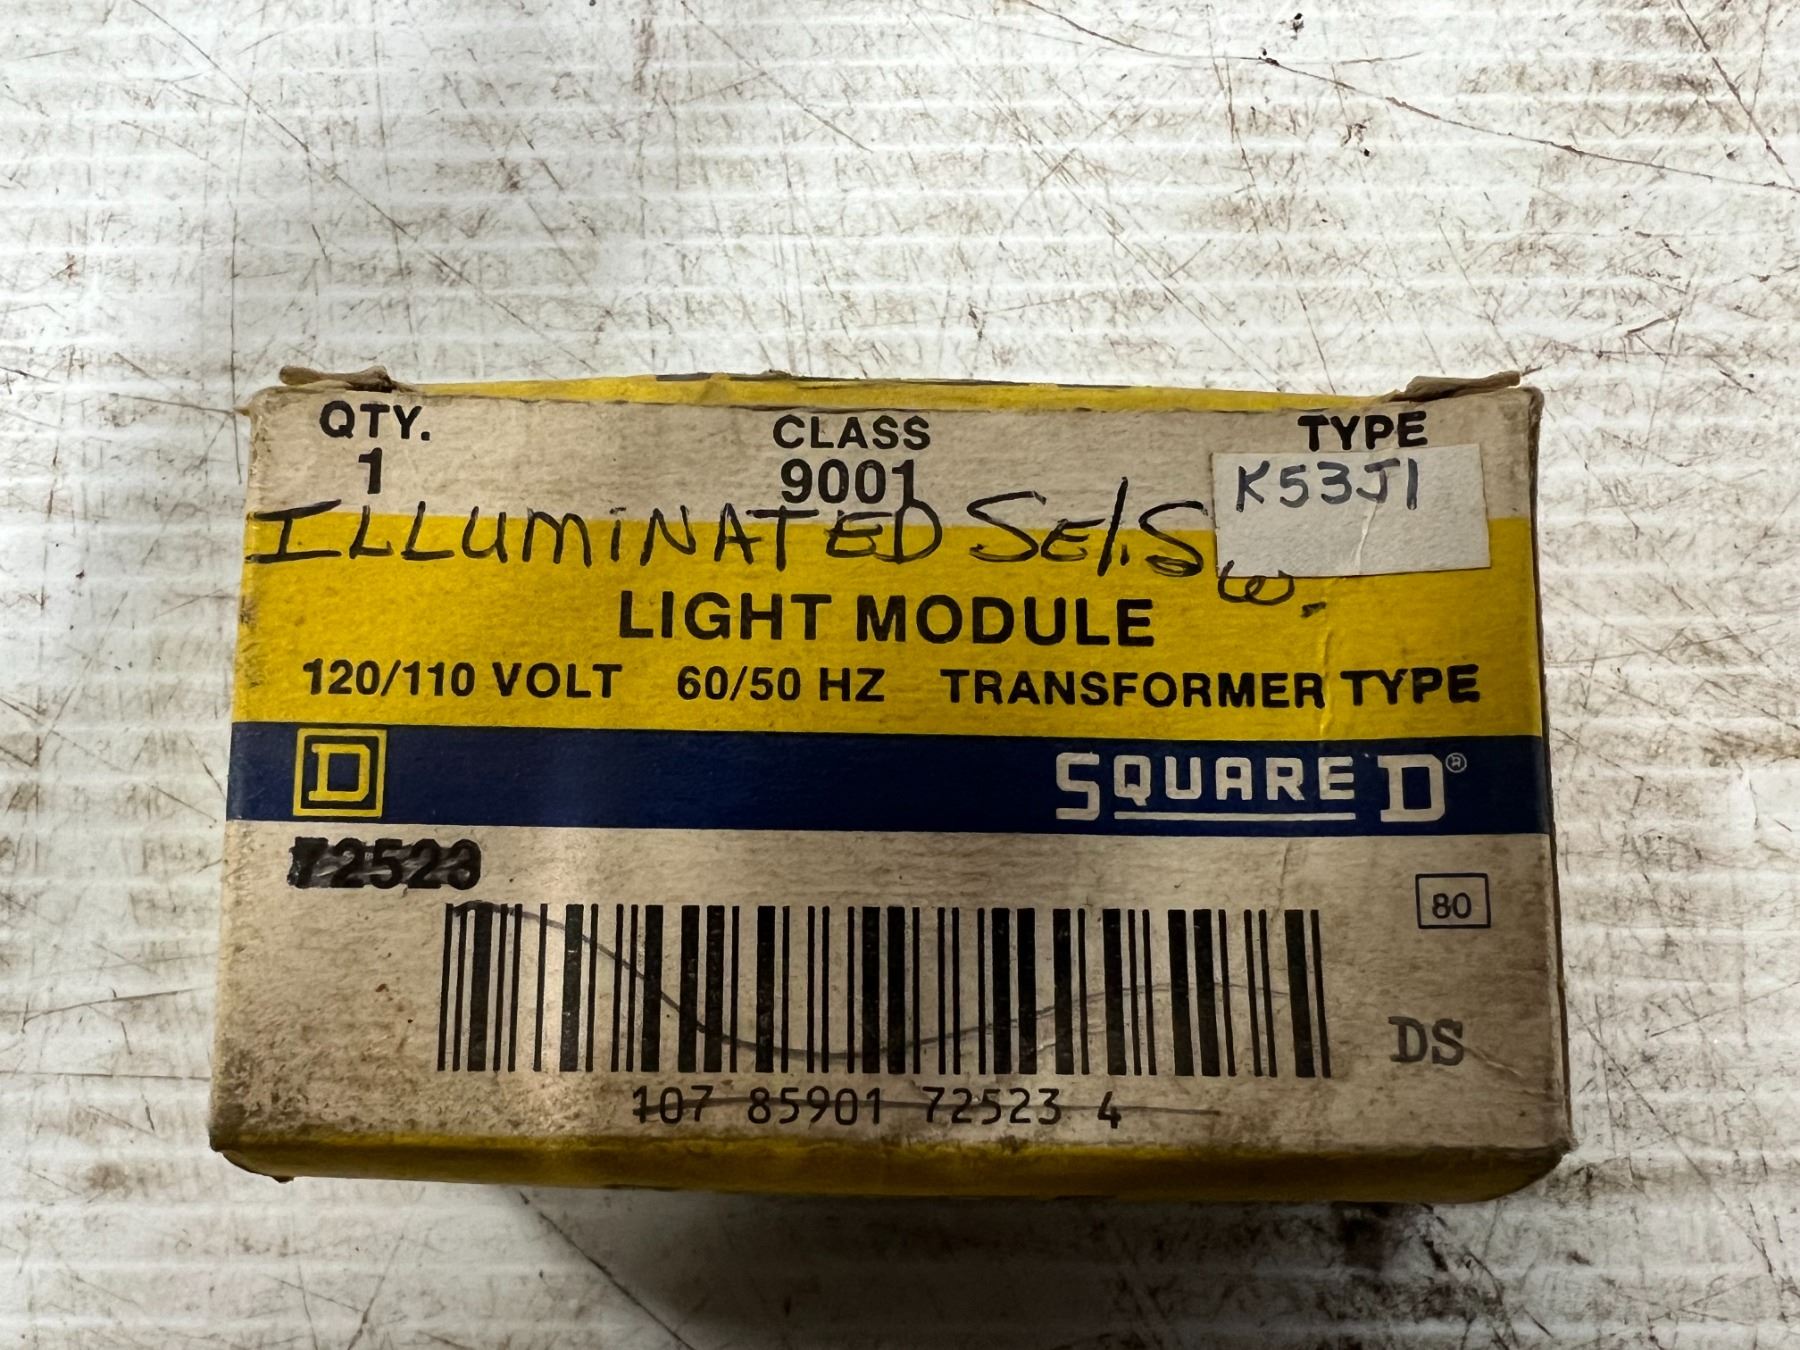 QTY. CLASS TYPE
1 9001 K53J1
ILLUMINATED Sel. Sw.
LIGHT MODULE
120/110 VOLT 60/50 HZ TRANSFORMER TYPE
D SQUARE D®
72523
80
DS
107 85901 72523 4